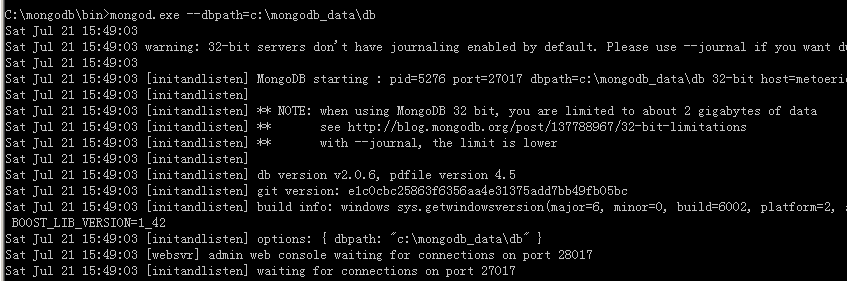 C:\mongodb\bin>mongod.exe --dbpath=c:\mongodb_data\db
Sat Jul 21 15:49:03
Sat Jul 21 15:49:03 warning: 32-bit servers don't have journaling enabled by default. Please use --journal if you want du
Sat Jul 21 15:49:03
Sat Jul 21 15:49:03 [initandlisten] MongoDB starting : pid=5276 port=27017 dbpath=c:\mongodb_data\db 32-bit host=metoeri
Sat Jul 21 15:49:03 [initandlisten]
Sat Jul 21 15:49:03 [initandlisten] ** NOTE: when using MongoDB 32 bit, you are limited to about 2 gigabytes of data
Sat Jul 21 15:49:03 [initandlisten] **       see http://blog.mongodb.org/post/137788967/32-bit-limitations
Sat Jul 21 15:49:03 [initandlisten] **       with --journal, the limit is lower
Sat Jul 21 15:49:03 [initandlisten]
Sat Jul 21 15:49:03 [initandlisten] db version v2.0.6, pdfile version 4.5
Sat Jul 21 15:49:03 [initandlisten] git version: e1c0cbc25863f6356aa4e31375add7bb49fb05bc
Sat Jul 21 15:49:03 [initandlisten] build info: windows sys.getwindowsversion(major=6, minor=0, build=6002, platform=2,
BOOST_LIB_VERSION=1_42
Sat Jul 21 15:49:03 [initandlisten] options: { dbpath: "c:\mongodb_data\db" }
Sat Jul 21 15:49:03 [websvr] admin web console waiting for connections on port 28017
Sat Jul 21 15:49:03 [initandlisten] waiting for connections on port 27017